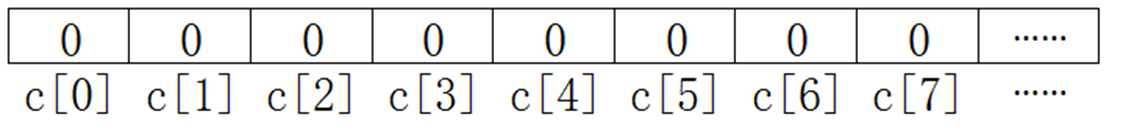 0 0 0 0 0 0 0 0 ······
c[0] c[1] c[2] c[3] c[4] c[5] c[6] c[7] ······